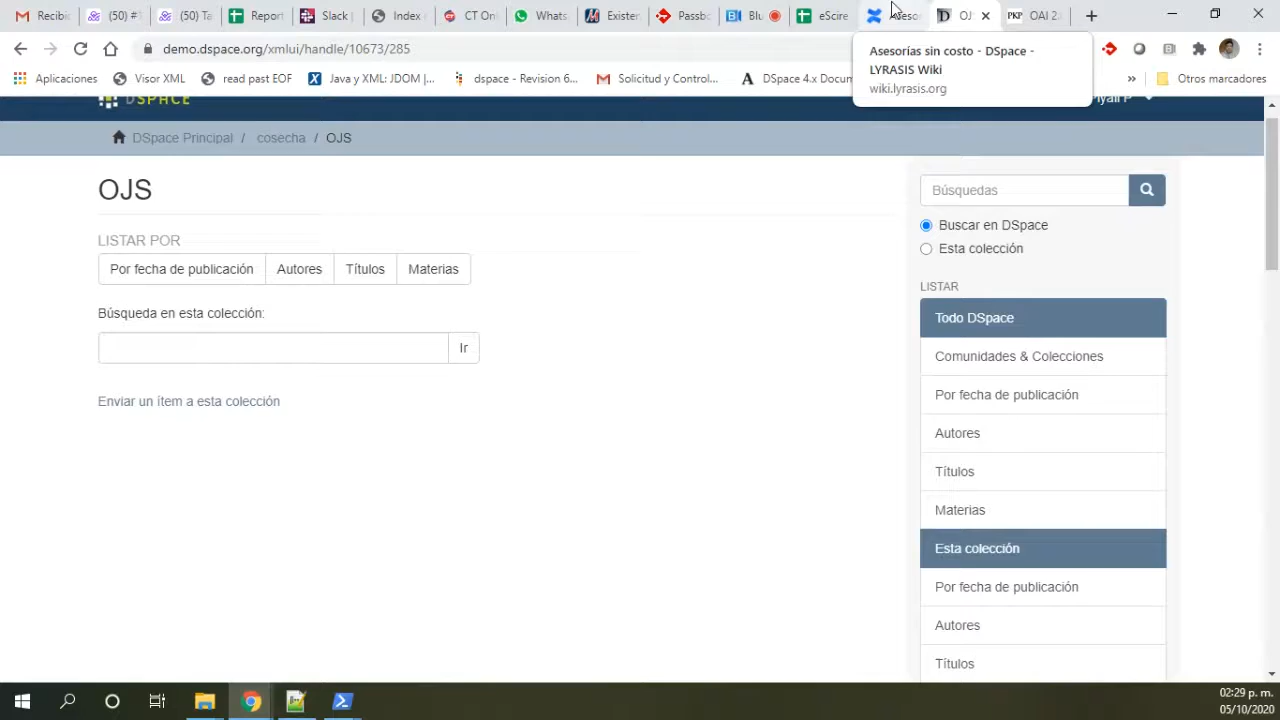 Recibic
(50) #
(50) Ta
Report
Slack
Index
CT On
Whats
Existen
Passbo
Blu
eScire
OJ
OAI 2.
demo.dspace.org/xmlui/handle/10673/285
Asesorías sin costo - DSpace -
LYRASIS Wiki
wiki.lyrasis.org
Aplicaciones
Visor XML
read past EOF
Java y XML: JDOM |...
dspace - Revision 6...
Solicitud y Control...
DSpace 4.x Docum
»
Otros marcadores
DSPACE
DSpace Principal / cosecha / OJS
OJS
LISTAR POR
Por fecha de publicación
Autores
Títulos
Materias
Búsqueda en esta colección:
Ir
Enviar un ítem a esta colección
Búsquedas
Buscar en DSpace
Esta colección
LISTAR
Todo DSpace
Comunidades & Colecciones
Por fecha de publicación
Autores
Títulos
Materias
Esta colección
Por fecha de publicación
Autores
Títulos
02:29 p. m.
05/10/2020